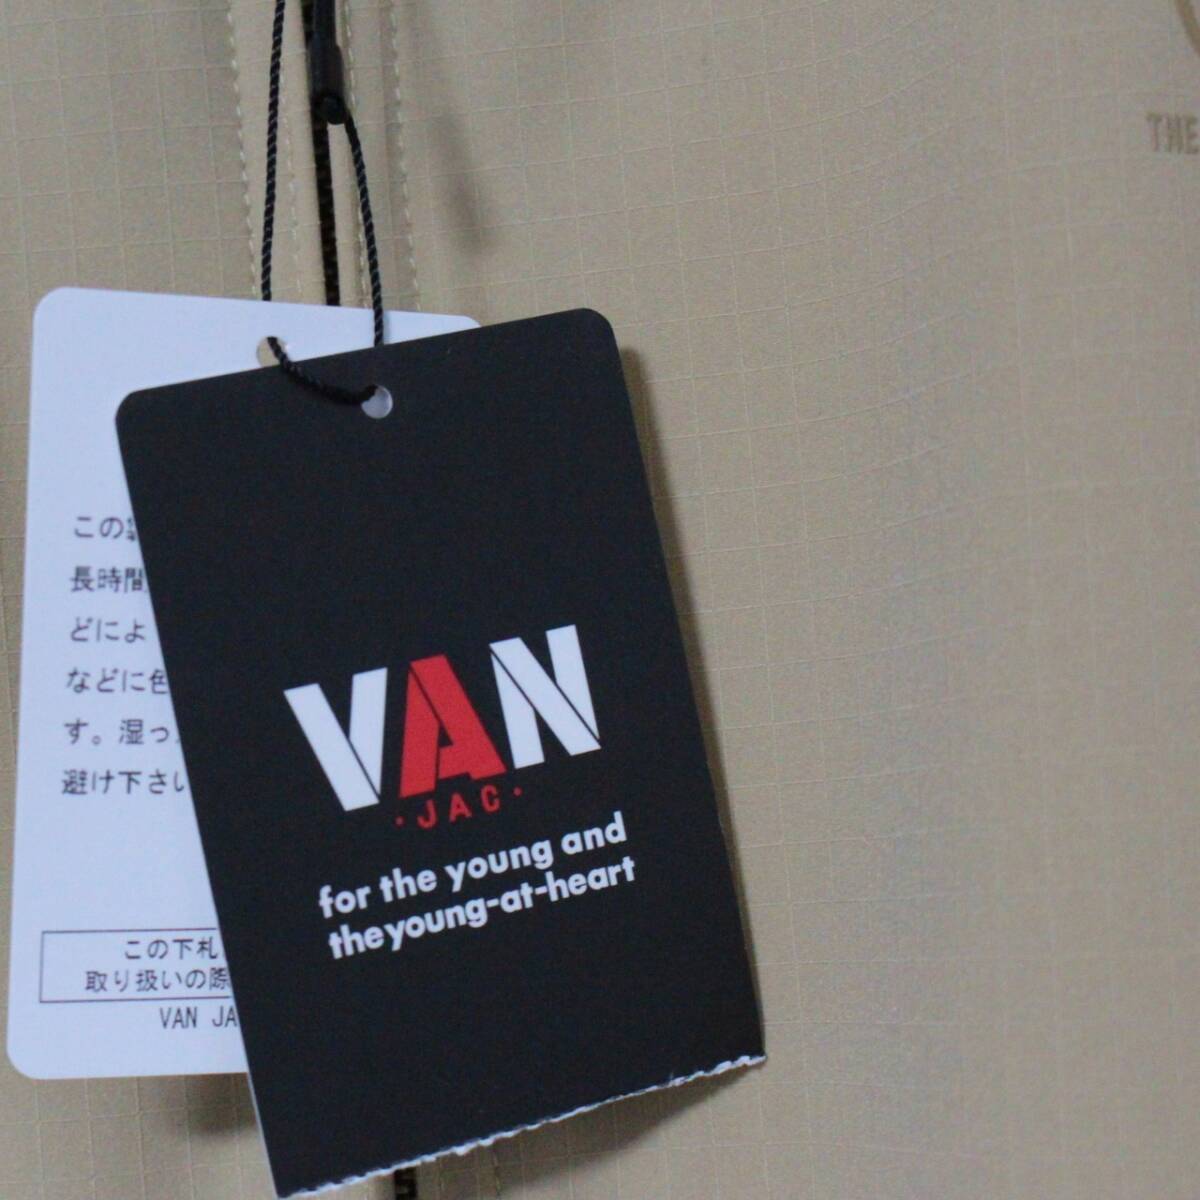 THE
この
長時間
どによ
などに色
す。湿っ
避け下さい
この下札
取り扱いの際
VAN JA
VAN
・JAC・
for the young and
the young-at-heart